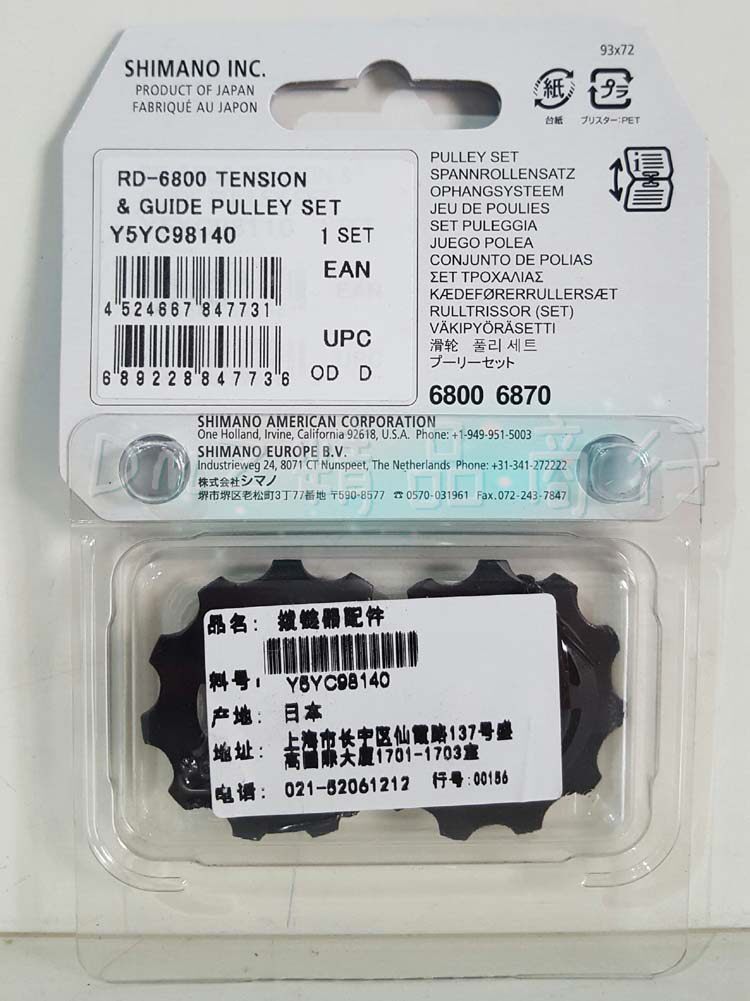 93x72
SHIMANO INC.
PRODUCT OF JAPAN
FABRIQUÉ AU JAPON
紙
台紙
プラ
ブリスター:PET
RD-6800 TENSION
& GUIDE PULLEY SET
Y5YC98140 1 SET
EAN
4 524667 847731
UPC
6 89228 84773 6
OD D
PULLEY SET
SPANNROLLENSATZ
OPHANGSYSTEEM
JEU DE POULIES
SET PULEGGIA
JUEGO POLEA
CONJUNTO DE POLIAS
ΣΕΤ ΤΡΟΧΑΛΙΑΣ
KÆDEFØRERRULLERSÆT
RULLTRISSOR (SET)
VÄKIPYÖRÄSETTI
滑轮 풀리 세트
プーリーセット
6800 6870
SHIMANO AMERICAN CORPORATION
One Holland, Irvine, California 92618, U.S.A. Phone: +1-949-951-5003
SHIMANO EUROPE B.V.
Industrieweg 24, 8071 CT Nunspeet, The Netherlands Phone: +31-341-272222
株式会社シマノ
堺市堺区老松町3丁77番地 〒590-8577 ☎0570-031961 Fax.072-243-7847
精品商行
品名: 拨链器配件
料号: Y5YC98140
产地: 日本
地址: 上海市长宁区仙霞路137号盛
高国际大厦1701-1703室
电话: 021-52061212 行号:00156